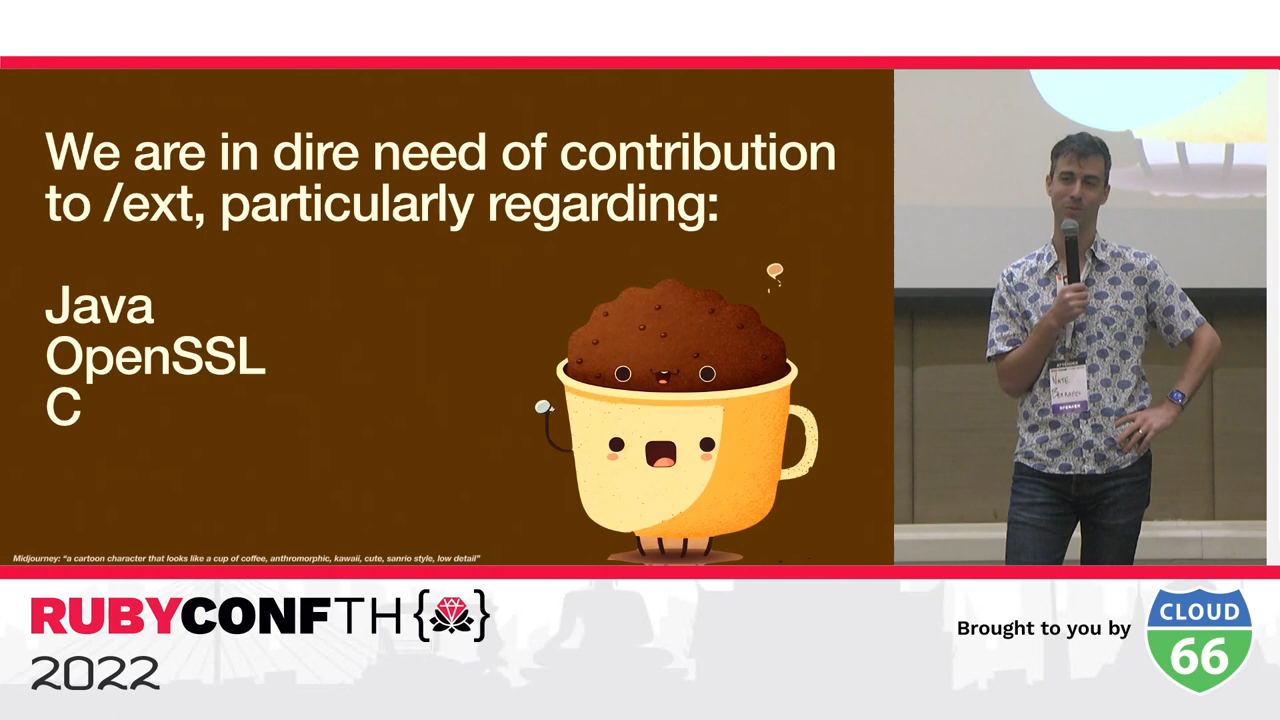 We are in dire need of contribution
to /ext, particularly regarding:
Java
OpenSSL
C
Midjourney: “a cartoon character that looks like a cup of coffee, anthromorphic, kawaii, cute, sanrio style, low detail”
SPEAKER
RUBYCONFTH{ }
2022
Brought to you by
CLOUD
66